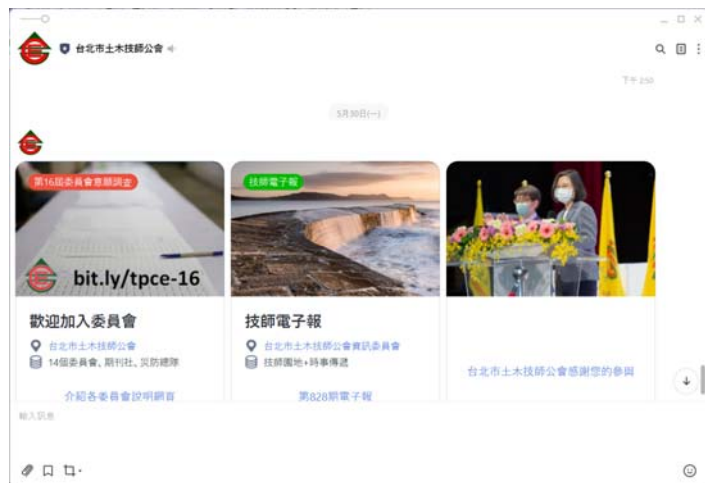 台北市土木技師公會
下午 2:50
5月30日(一)
第16屆委員會意願調查
bit.ly/tpce-16
歡迎加入委員會
台北市土木技師公會
14個委員會、期刊社、災防總隊
介紹各委員會說明網頁
技師電子報
技師電子報
台北市土木技師公會資訊委員會
技師園地+時事傳遞
第828期電子報
台北市土木技師公會感謝您的參與
輸入訊息